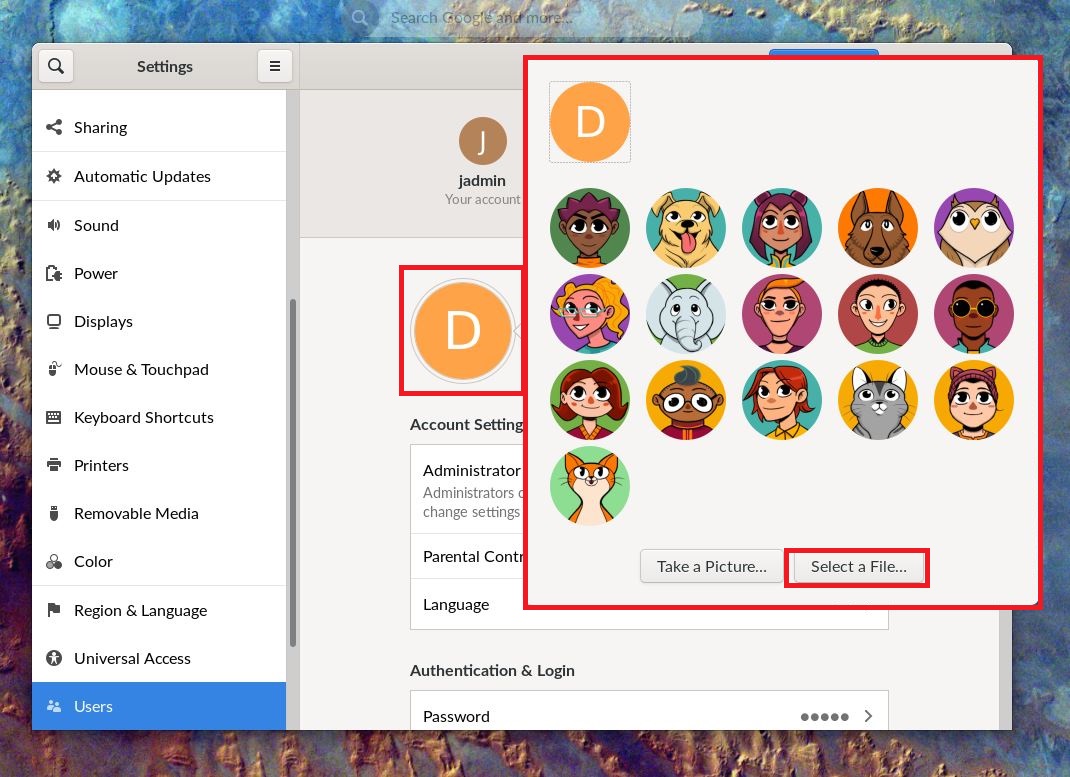 Search Google and more...
Settings
Sharing
Automatic Updates
Sound
Power
Displays
Mouse & Touchpad
Keyboard Shortcuts
Printers
Removable Media
Color
Region & Language
Universal Access
Users
J
jadmin
Your account
D
Account Setting
Administrator
Administrators c
change settings
Parental Contr
Language
Authentication & Login
Password
D
Take a Picture...
Select a File...